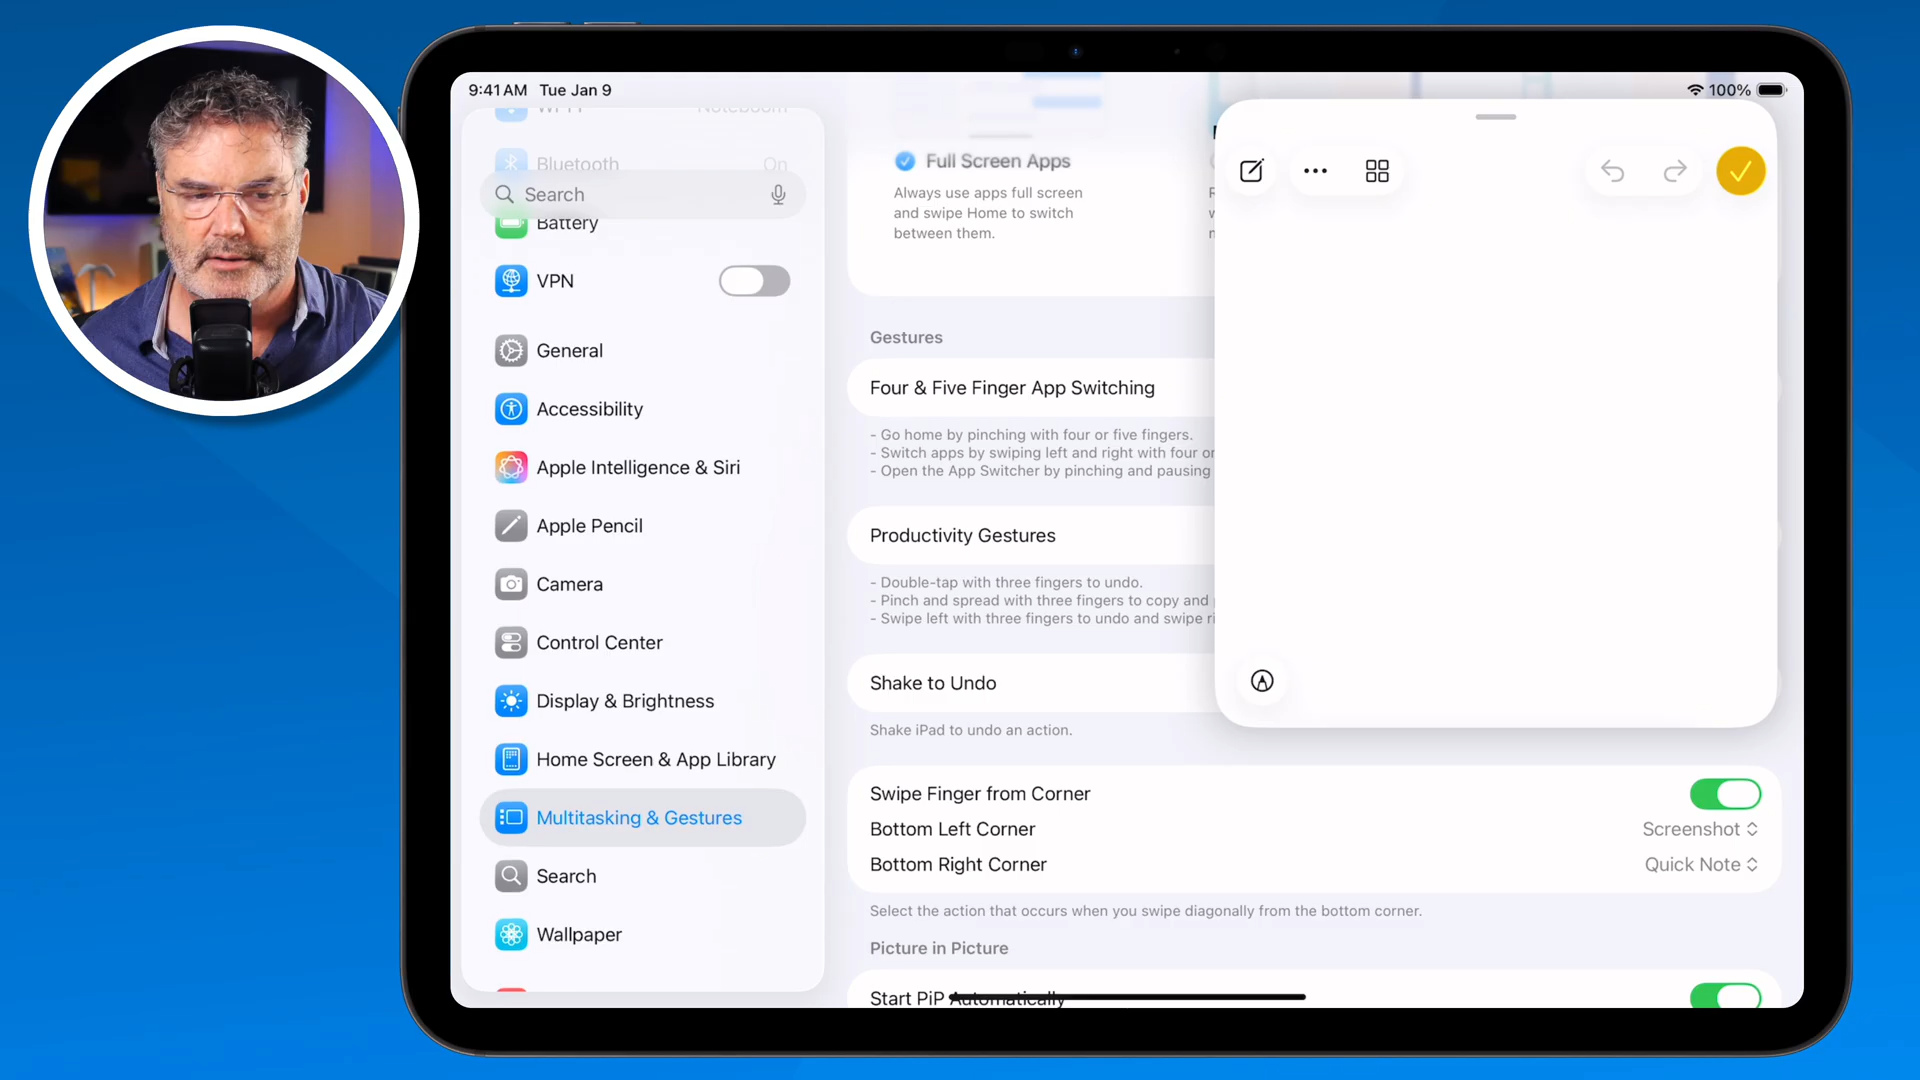 9:41 AM Tue Jan 9
100%
Bluetooth On
Search
Battery
VPN
General
Accessibility
Apple Intelligence & Siri
Apple Pencil
Camera
Control Center
Display & Brightness
Home Screen & App Library
Multitasking & Gestures
Search
Wallpaper
Full Screen Apps
Always use apps full screen
and swipe Home to switch
between them.
Gestures
Four & Five Finger App Switching
- Go home by pinching with four or five fingers.
- Switch apps by swiping left and right with four or
- Open the App Switcher by pinching and pausing
Productivity Gestures
- Double-tap with three fingers to undo.
- Pinch and spread with three fingers to copy and
- Swipe left with three fingers to undo and swipe
Shake to Undo
Shake iPad to undo an action.
Swipe Finger from Corner
Bottom Left Corner Screenshot
Bottom Right Corner Quick Note
Select the action that occurs when you swipe diagonally from the bottom corner.
Picture in Picture
Start PiP Automatically